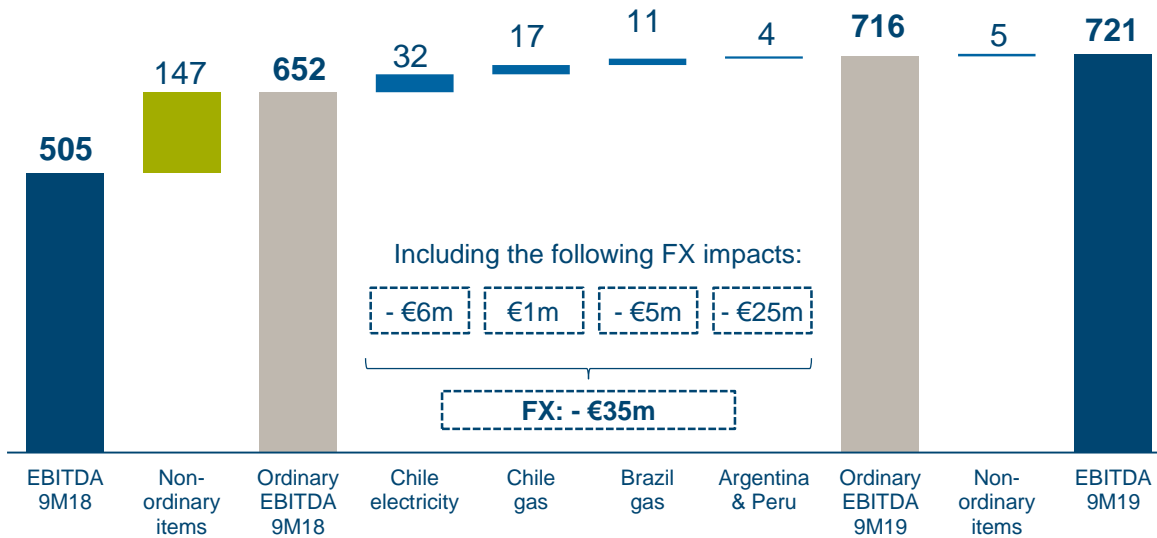 505
147
652
32
17
11
4
716
5
721
Including the following FX impacts:
- €6m
€1m
- €5m
- €25m
FX: - €35m
EBITDA
9M18
Non-
ordinary
items
Ordinary
EBITDA
9M18
Chile
electricity
Chile
gas
Brazil
gas
Argentina
& Peru
Ordinary
EBITDA
9M19
Non-
ordinary
items
EBITDA
9M19